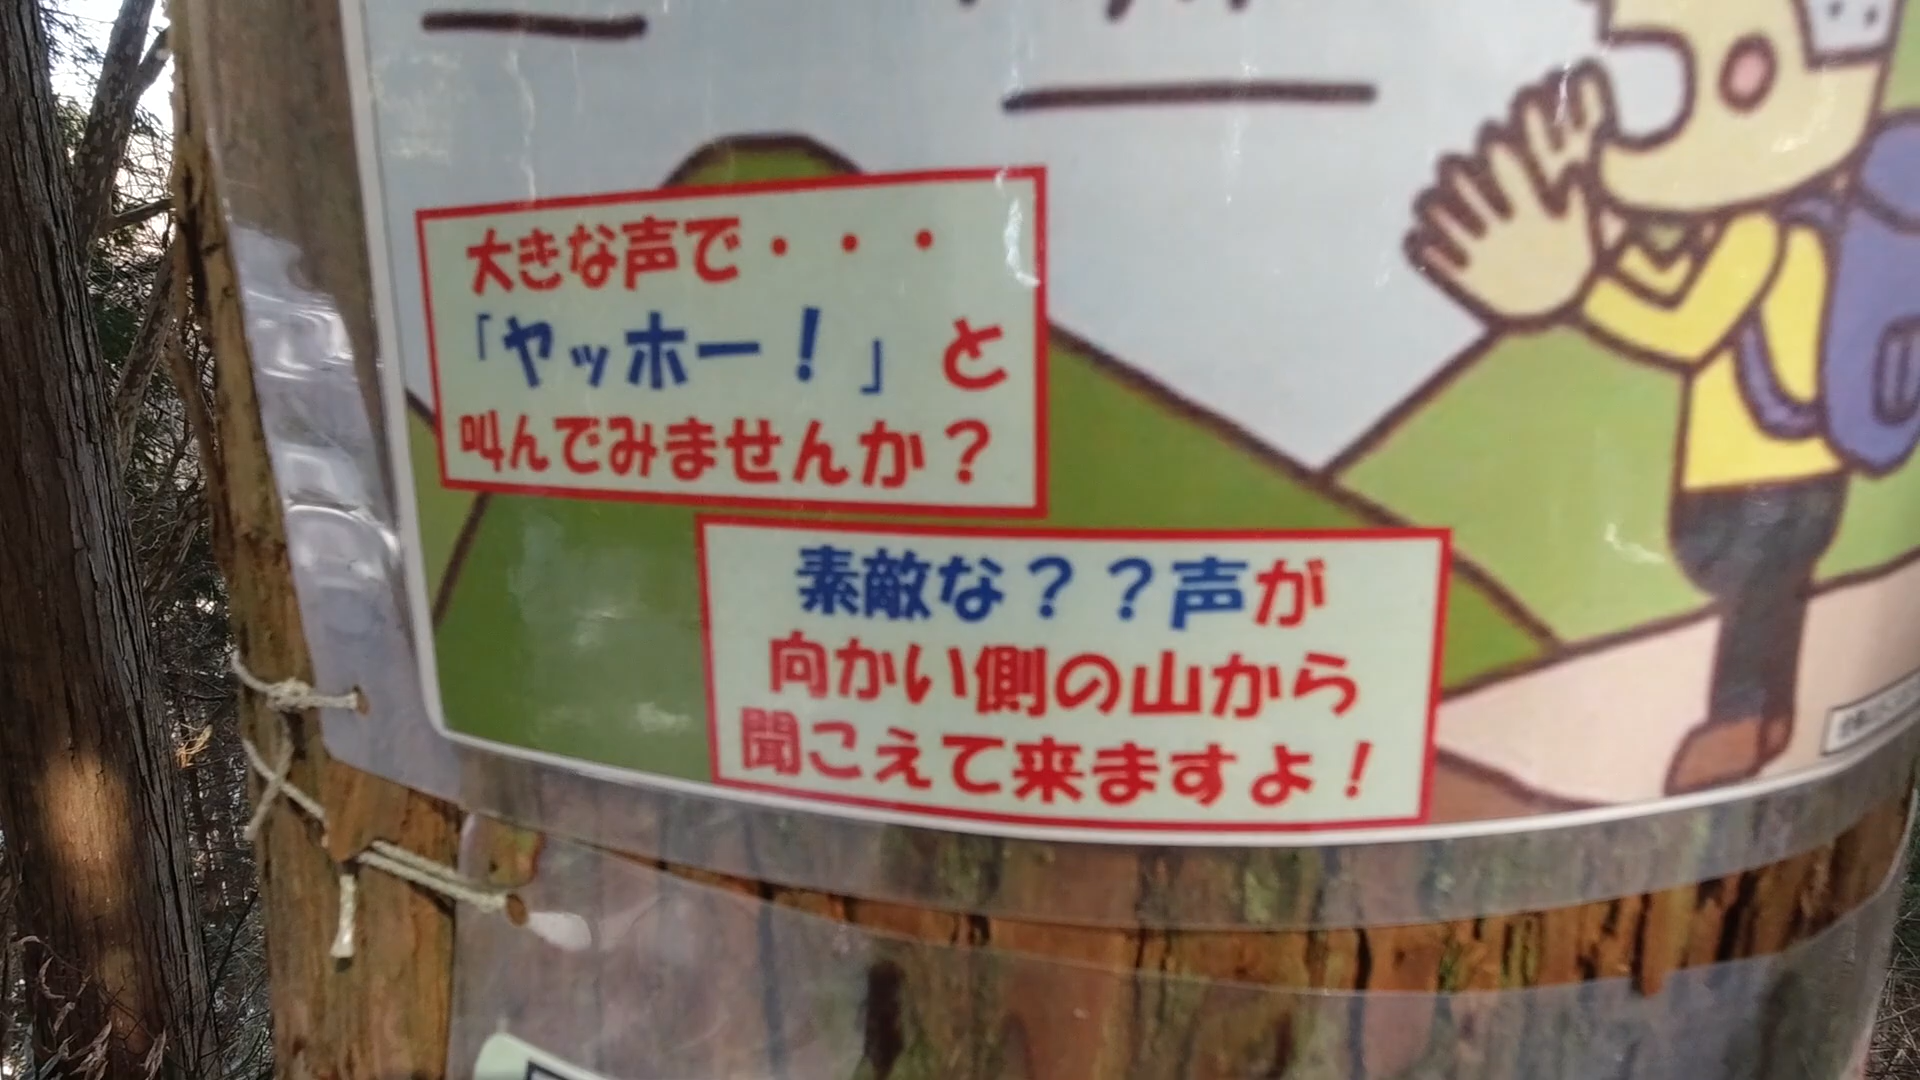 大きな声で・・・
「ヤッホー！」と
叫んでみませんか？
素敵な？？声が
向かい側の山から
聞こえて来ますよ！